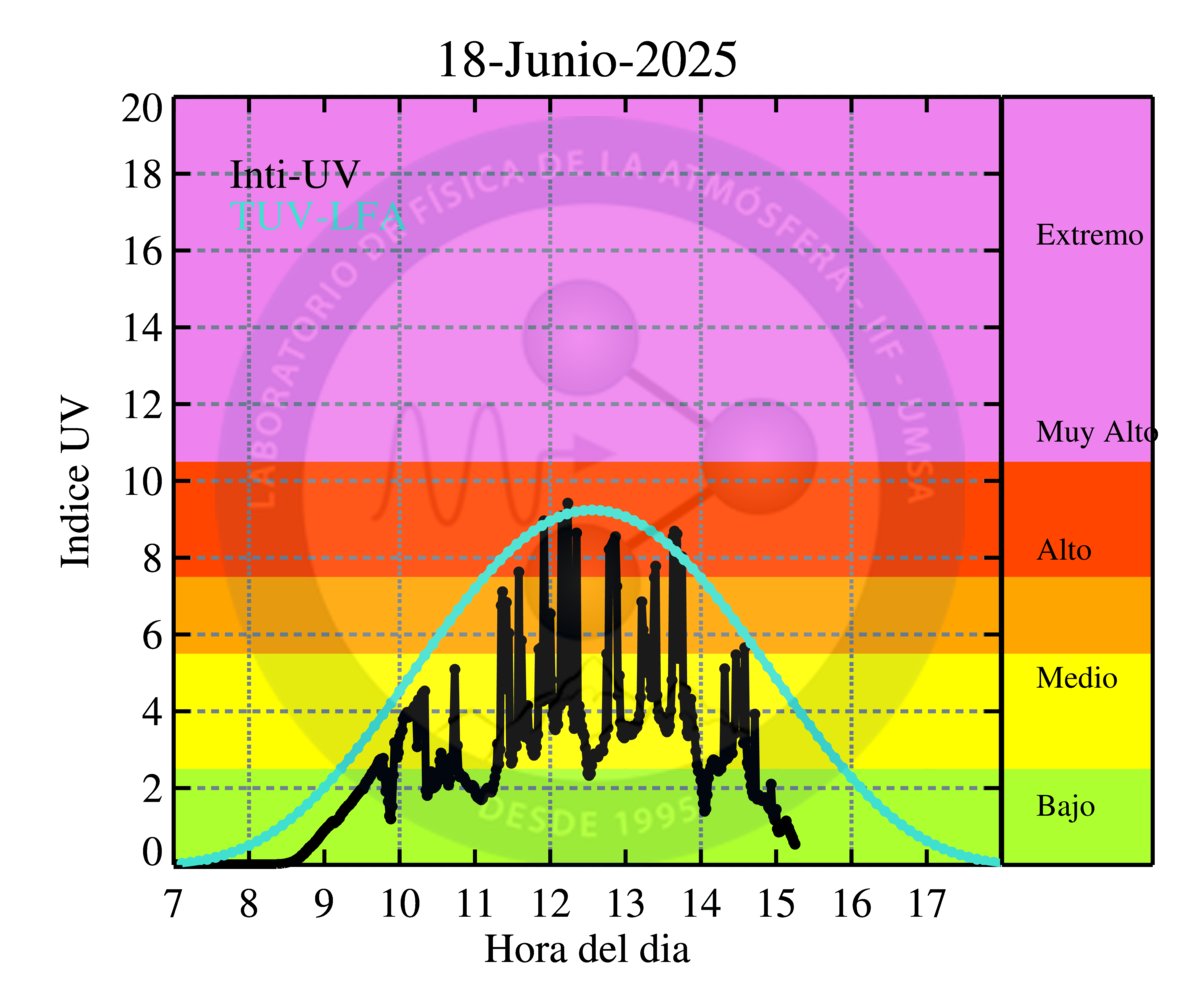 18-Junio-2025
20
18
16
14
12
10
8
6
4
2
0
Indice UV
Inti-UV
TUV-LFA
LABORATORIO DE FÍSICA DE LA ATMÓSFERA - IIF - UMSA
DESDE 1995
Extremo
Muy Alto
Alto
Medio
Bajo
7 8 9 10 11 12 13 14 15 16 17
Hora del dia